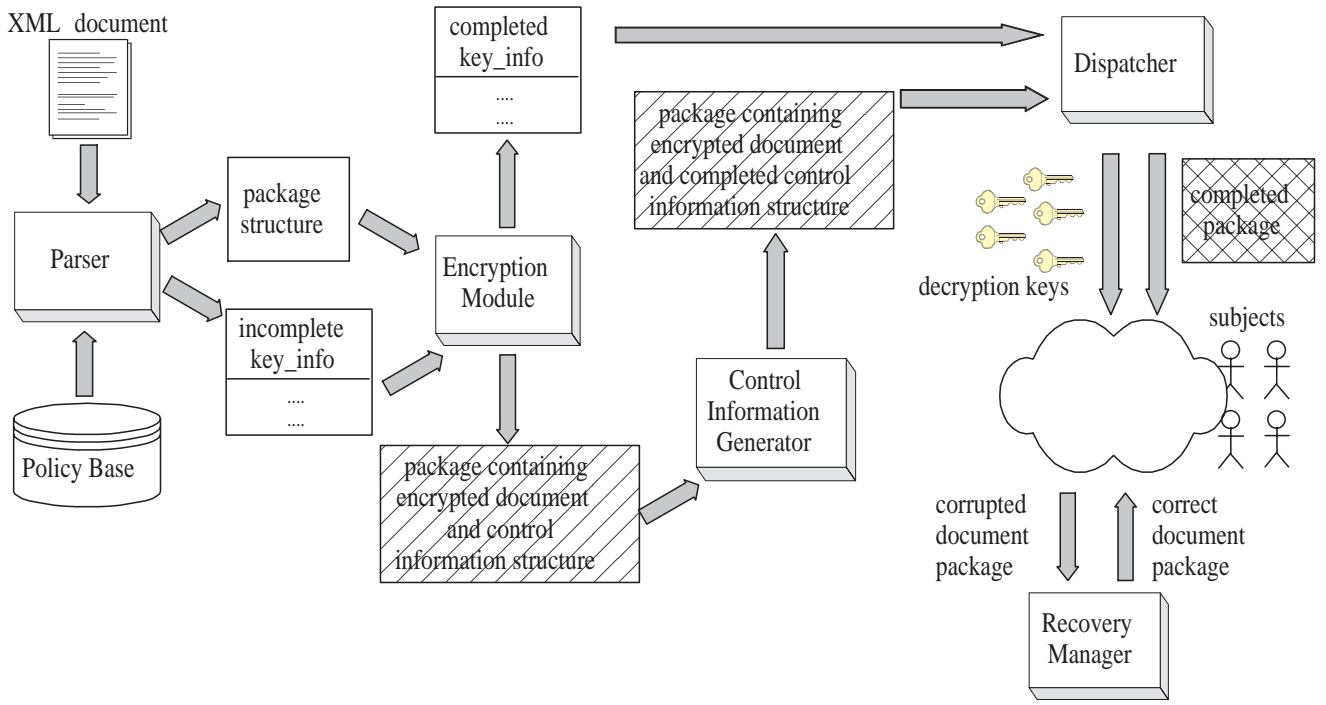 XML document
Parser
Policy Base
package
structure
incomplete
key_info
....
....
completed
key_info
....
....
Encryption
Module
package containing
encrypted document
and control
information structure
package containing
encrypted document
and completed control
information structure
Control
Information
Generator
Dispatcher
decryption keys
completed
package
subjects
corrupted
document
package
correct
document
package
Recovery
Manager